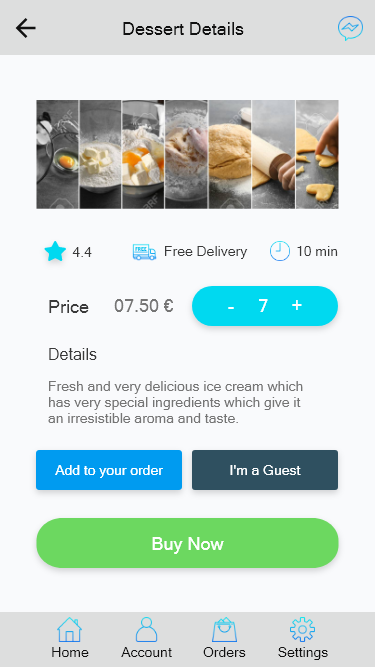 Dessert Details
4.4
FREE
Free Delivery
10 min
Price
07.50 €
- 7 +
Details
Fresh and very delicious ice cream which
has very special ingredients which give it
an irresistible aroma and taste.
Add to your order
I'm a Guest
Buy Now
Home
Account
Orders
Settings